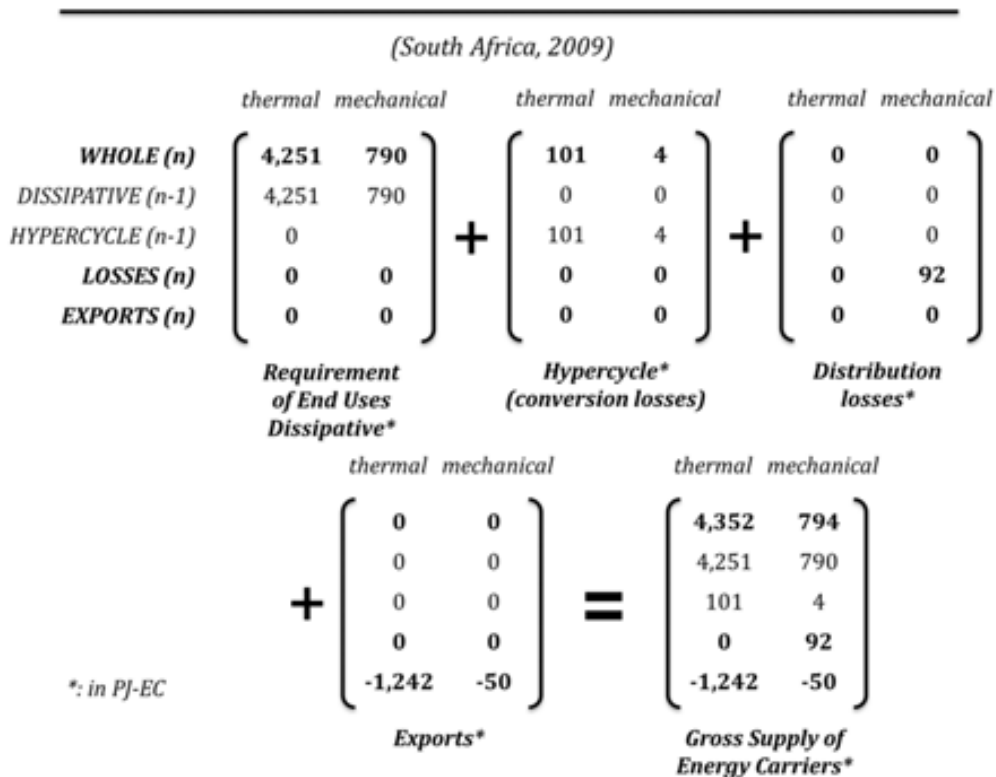 (South Africa, 2009)
thermal mechanical thermal mechanical thermal mechanical
WHOLE (n) 4,251 790 101 4 0 0
DISSIPATIVE (n-1) 4,251 790 0 0 0 0
HYPERCYCLE (n-1) 0 + 101 4 + 0 0
LOSSES (n) 0 0 0 0 0 92
EXPORTS (n) 0 0 0 0 0 0
Requirement Hypercycle* Distribution
of End Uses (conversion losses) losses*
Dissipative*
thermal mechanical thermal mechanical
0 0 4,352 794
0 0 4,251 790
+ 0 0 = 101 4
0 0 0 92
*: in PJ-EC -1,242 -50 -1,242 -50
Exports* Gross Supply of
Energy Carriers*